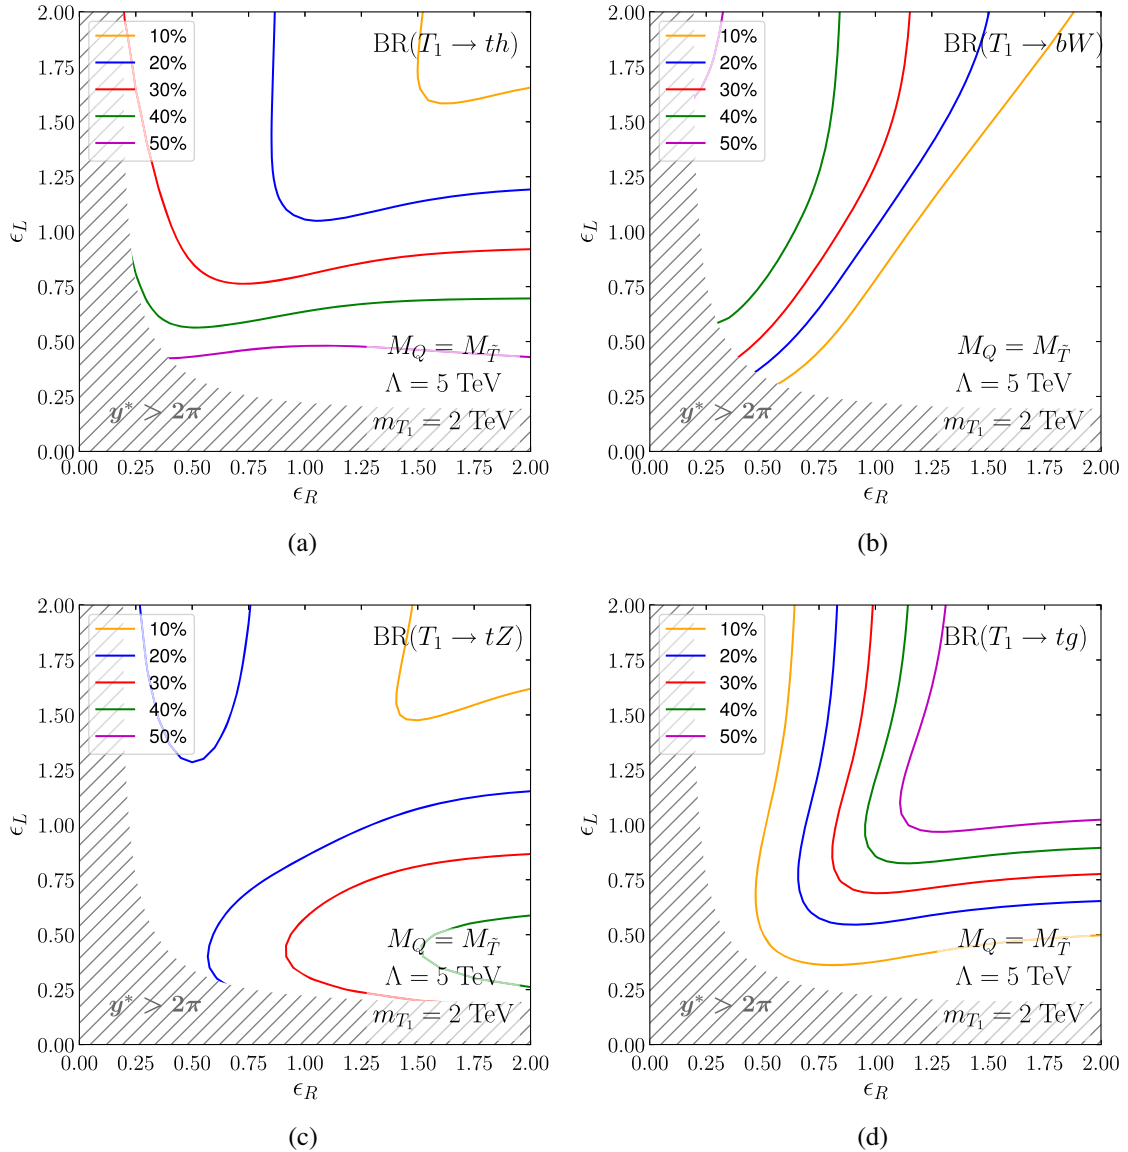 BR(T₁ → th)
10%
20%
30%
40%
50%
M_Q = M_T̃
Λ = 5 TeV
m_T₁ = 2 TeV
y* > 2π
2.00
1.75
1.50
1.25
1.00
0.75
0.50
0.25
0.00
ϵ_L
0.00 0.25 0.50 0.75 1.00 1.25 1.50 1.75 2.00
ϵ_R
(a)
BR(T₁ → bW)
10%
20%
30%
40%
50%
M_Q = M_T̃
Λ = 5 TeV
m_T₁ = 2 TeV
y* > 2π
2.00
1.75
1.50
1.25
1.00
0.75
0.50
0.25
0.00
ϵ_L
0.00 0.25 0.50 0.75 1.00 1.25 1.50 1.75 2.00
ϵ_R
(b)
BR(T₁ → tZ)
10%
20%
30%
40%
50%
M_Q = M_T̃
Λ = 5 TeV
m_T₁ = 2 TeV
y* > 2π
2.00
1.75
1.50
1.25
1.00
0.75
0.50
0.25
0.00
ϵ_L
0.00 0.25 0.50 0.75 1.00 1.25 1.50 1.75 2.00
ϵ_R
(c)
BR(T₁ → tg)
10%
20%
30%
40%
50%
M_Q = M_T̃
Λ = 5 TeV
m_T₁ = 2 TeV
y* > 2π
2.00
1.75
1.50
1.25
1.00
0.75
0.50
0.25
0.00
ϵ_L
0.00 0.25 0.50 0.75 1.00 1.25 1.50 1.75 2.00
ϵ_R
(d)